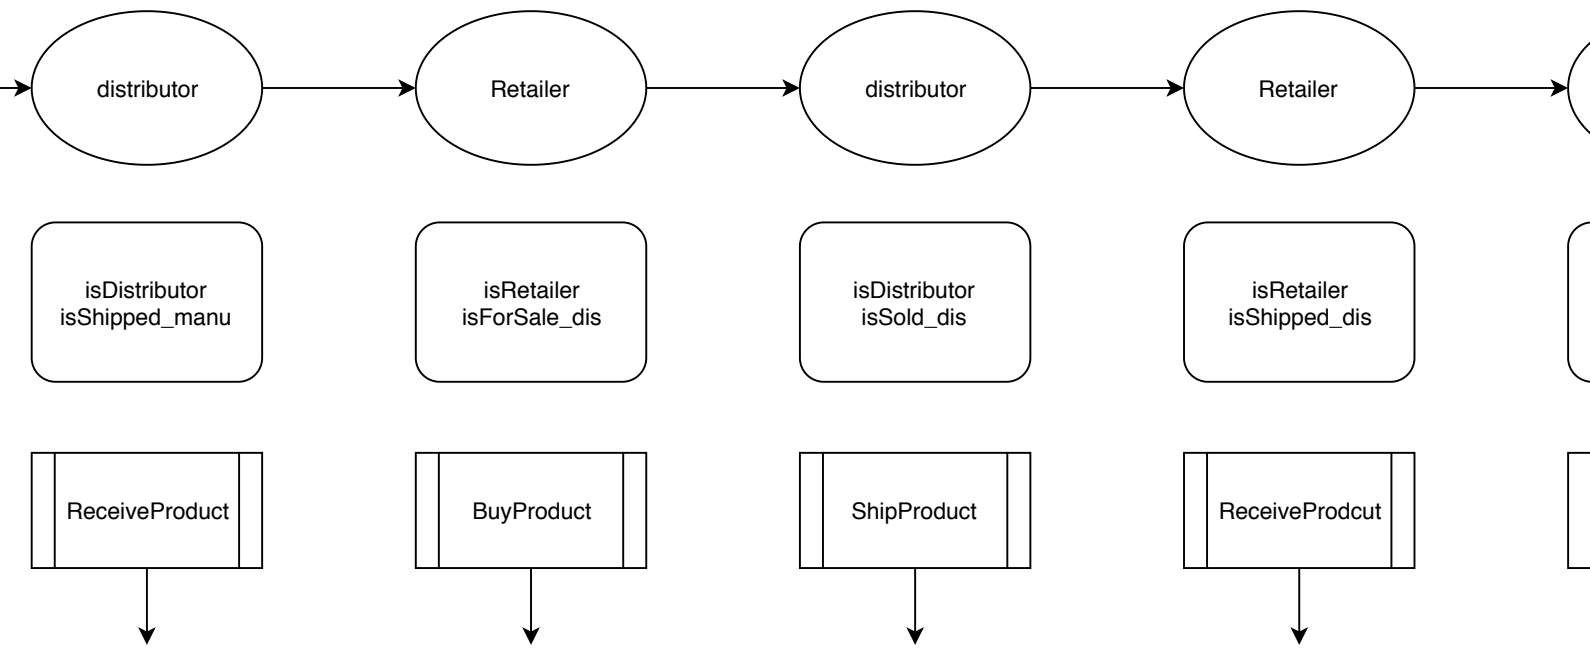 distributor
Retailer
distributor
Retailer
isDistributor
isShipped_manu
isRetailer
isForSale_dis
isDistributor
isSold_dis
isRetailer
isShipped_dis
ReceiveProduct
BuyProduct
ShipProduct
ReceiveProdcut